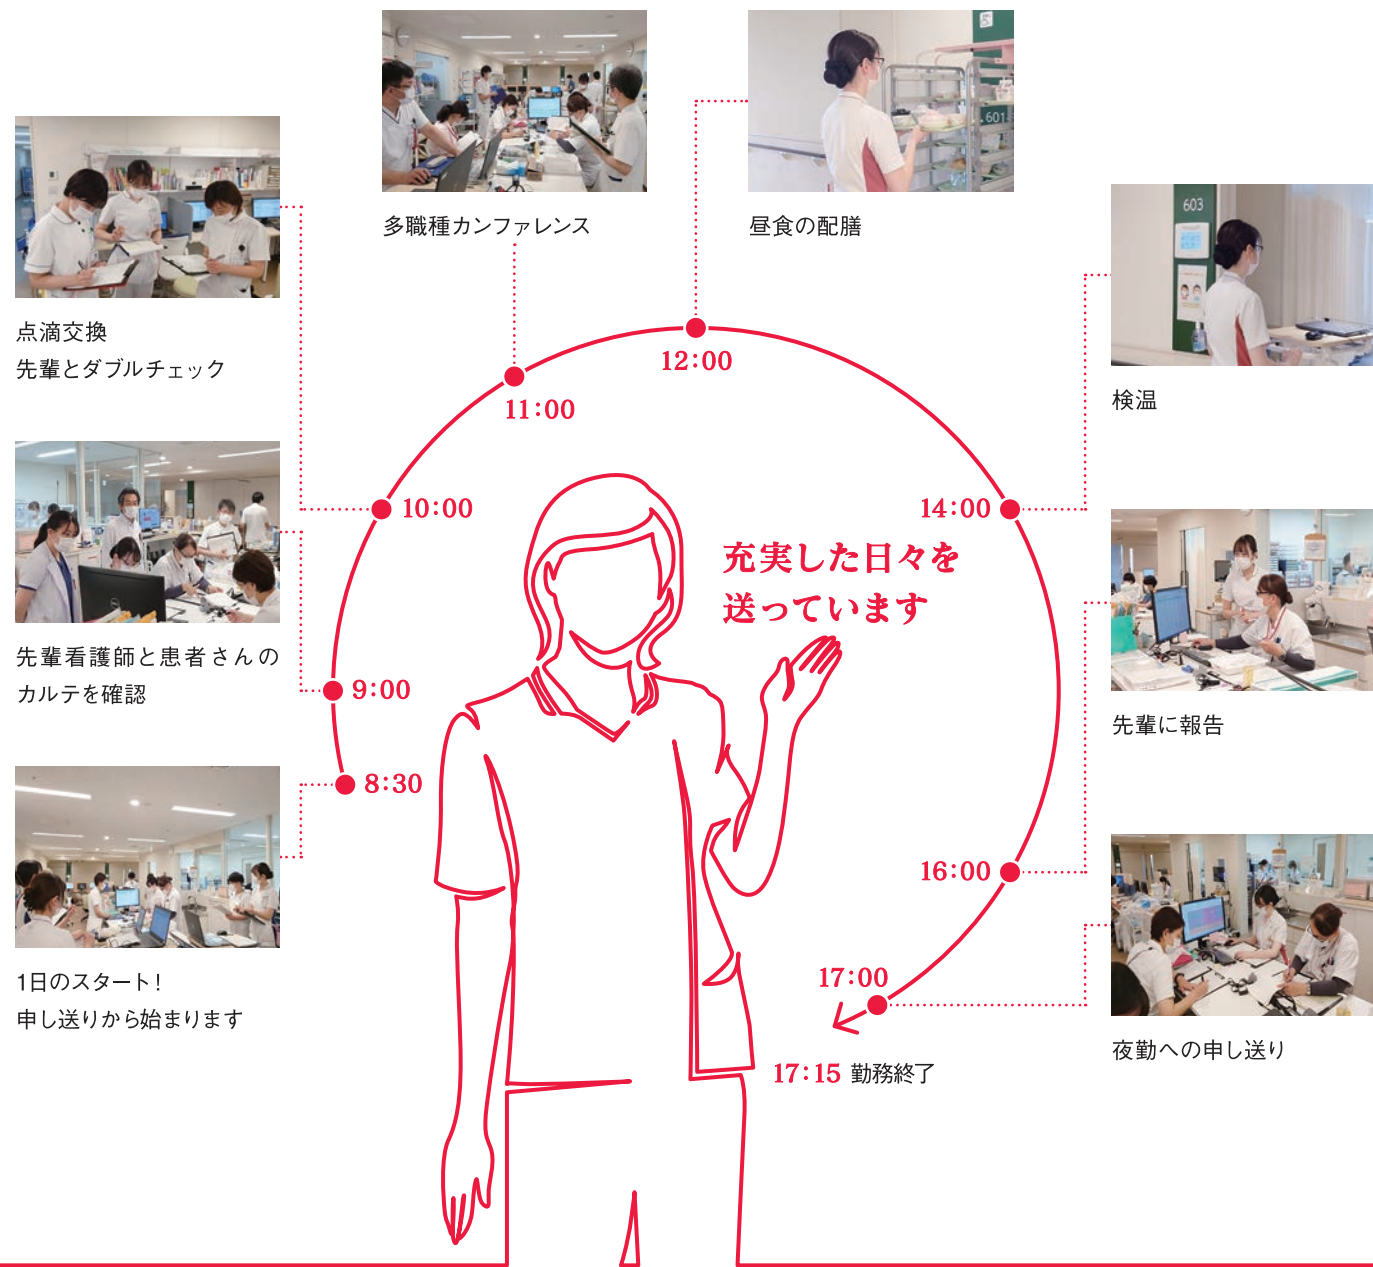 8:30
1日のスタート！
申し送りから始まります
9:00
先輩看護師と患者さんの
カルテを確認
10:00
点滴交換
先輩とダブルチェック
11:00
多職種カンファレンス
12:00
昼食の配膳
601
14:00
検温
603
16:00
先輩に報告
17:00
夜勤への申し送り
17:15 勤務終了
充実した日々を
送っています